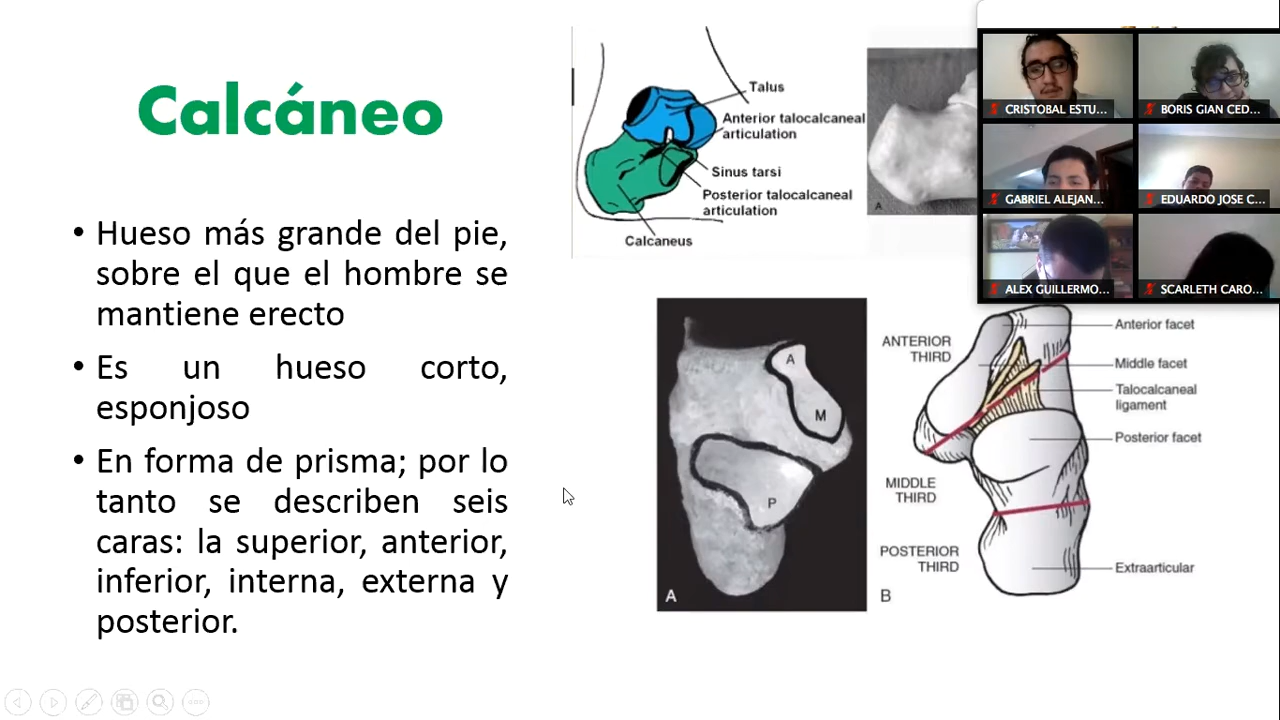 Calcáneo
• Hueso más grande del pie,
sobre el que el hombre se
mantiene erecto
• Es un hueso corto,
esponjoso
• En forma de prisma; por lo
tanto se describen seis
caras: la superior, anterior,
inferior, interna, externa y
posterior.
Talus
Anterior talocalcaneal
articulation
Sinus tarsi
Posterior talocalcaneal
articulation
Calcaneus
A
CRISTOBAL ESTU...
BORIS GIAN CED...
GABRIEL ALEJAN...
EDUARDO JOSE C...
ALEX GUILLERMO...
SCARLETH CARO...
A
M
P
A
ANTERIOR
THIRD
MIDDLE
THIRD
POSTERIOR
THIRD
B
Anterior facet
Middle facet
Talocalcaneal
ligament
Posterior facet
Extraarticular